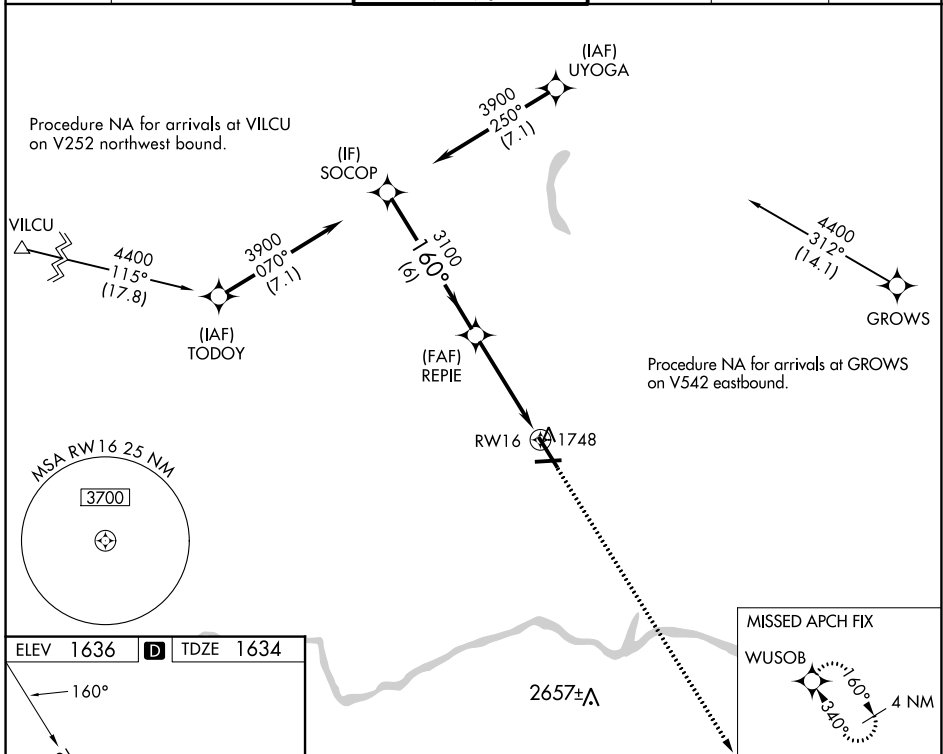 (IAF)
UYOGA
3900
250°
(7.1)
Procedure NA for arrivals at VILCU
on V252 northwest bound.
(IF)
SOCOP
VILCU
4400
115°
(17.8)
3900
070°
(7.1)
3100
160°
(6)
4400
312°
(14.1)
(IAF)
TODOY
GROWS
(FAF)
REPIE
Procedure NA for arrivals at GROWS
on V542 eastbound.
RW16
1748
MSA RW16 25 NM
3700
MISSED APCH FIX
WUSOB
160°
340°
4 NM
ELEV 1636 D TDZE 1634
160°
2657±